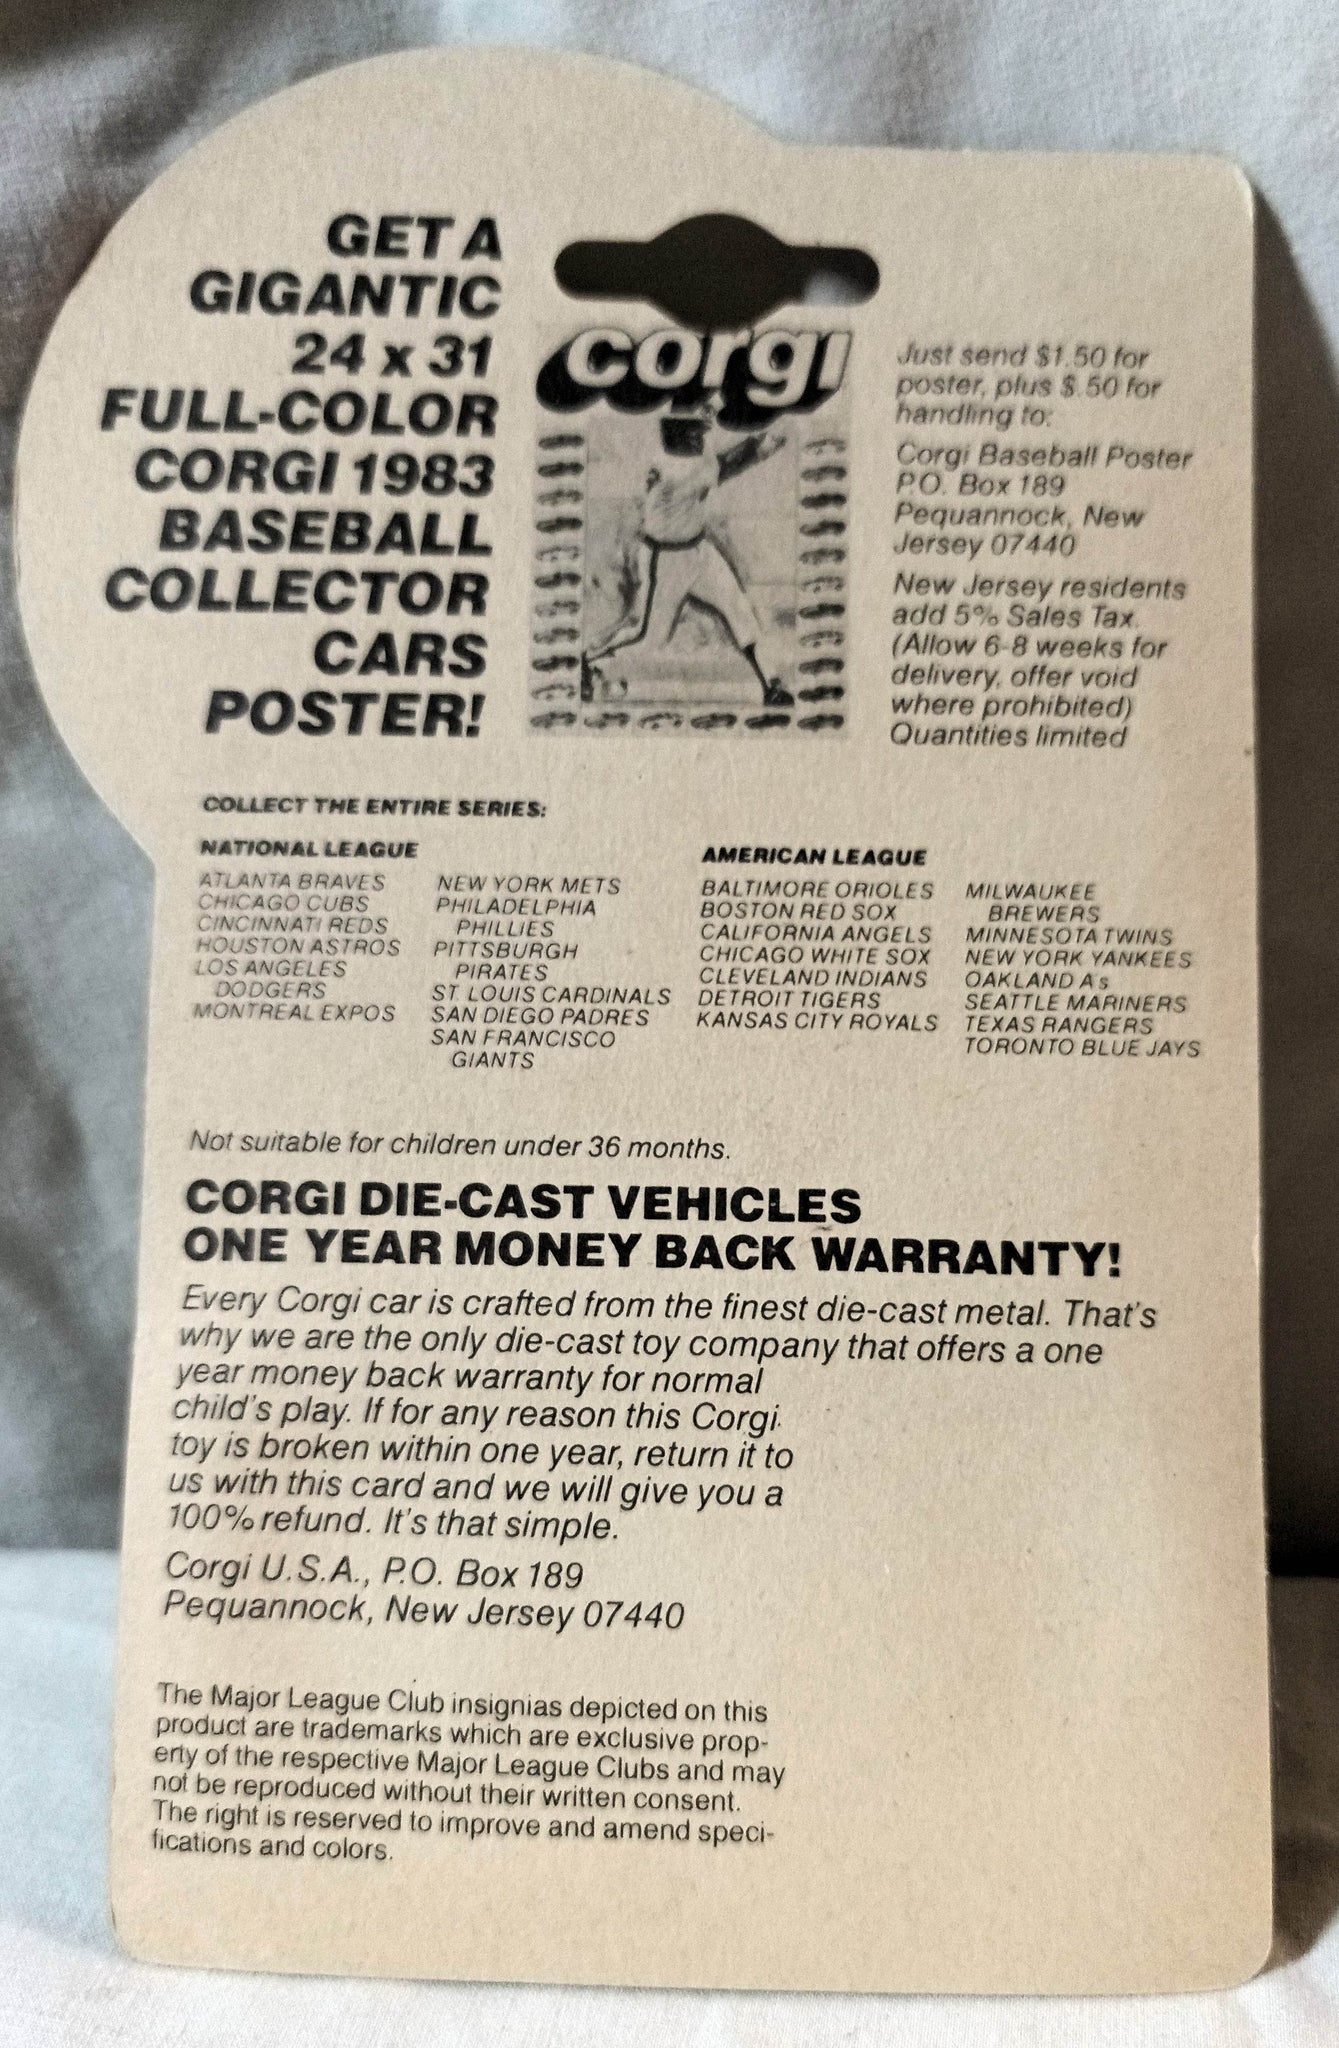 GET A
GIGANTIC
24 x 31
FULL-COLOR
CORGI 1983
BASEBALL
COLLECTOR
CARS
POSTER!
corgi
Just send $1.50 for
poster, plus $.50 for
handling to:
Corgi Baseball Poster
P.O. Box 189
Pequannock, New
Jersey 07440
New Jersey residents
add 5% Sales Tax.
(Allow 6-8 weeks for
delivery, offer void
where prohibited)
Quantities limited
COLLECT THE ENTIRE SERIES:
NATIONAL LEAGUE
ATLANTA BRAVES
CHICAGO CUBS
CINCINNATI REDS
HOUSTON ASTROS
LOS ANGELES
DODGERS
MONTREAL EXPOS
NEW YORK METS
PHILADELPHIA
PHILLIES
PITTSBURGH
PIRATES
ST. LOUIS CARDINALS
SAN DIEGO PADRES
SAN FRANCISCO
GIANTS
AMERICAN LEAGUE
BALTIMORE ORIOLES
BOSTON RED SOX
CALIFORNIA ANGELS
CHICAGO WHITE SOX
CLEVELAND INDIANS
DETROIT TIGERS
KANSAS CITY ROYALS
MILWAUKEE
BREWERS
MINNESOTA TWINS
NEW YORK YANKEES
OAKLAND A's
SEATTLE MARINERS
TEXAS RANGERS
TORONTO BLUE JAYS
Not suitable for children under 36 months.
CORGI DIE-CAST VEHICLES
ONE YEAR MONEY BACK WARRANTY!
Every Corgi car is crafted from the finest die-cast metal. That's
why we are the only die-cast toy company that offers a one
year money back warranty for normal
child's play. If for any reason this Corgi
toy is broken within one year, return it to
us with this card and we will give you a
100% refund. It's that simple.
Corgi U.S.A., P.O. Box 189
Pequannock, New Jersey 07440
The Major League Club insignias depicted on this
product are trademarks which are exclusive prop-
erty of the respective Major League Clubs and may
not be reproduced without their written consent.
The right is reserved to improve and amend speci-
fications and colors.